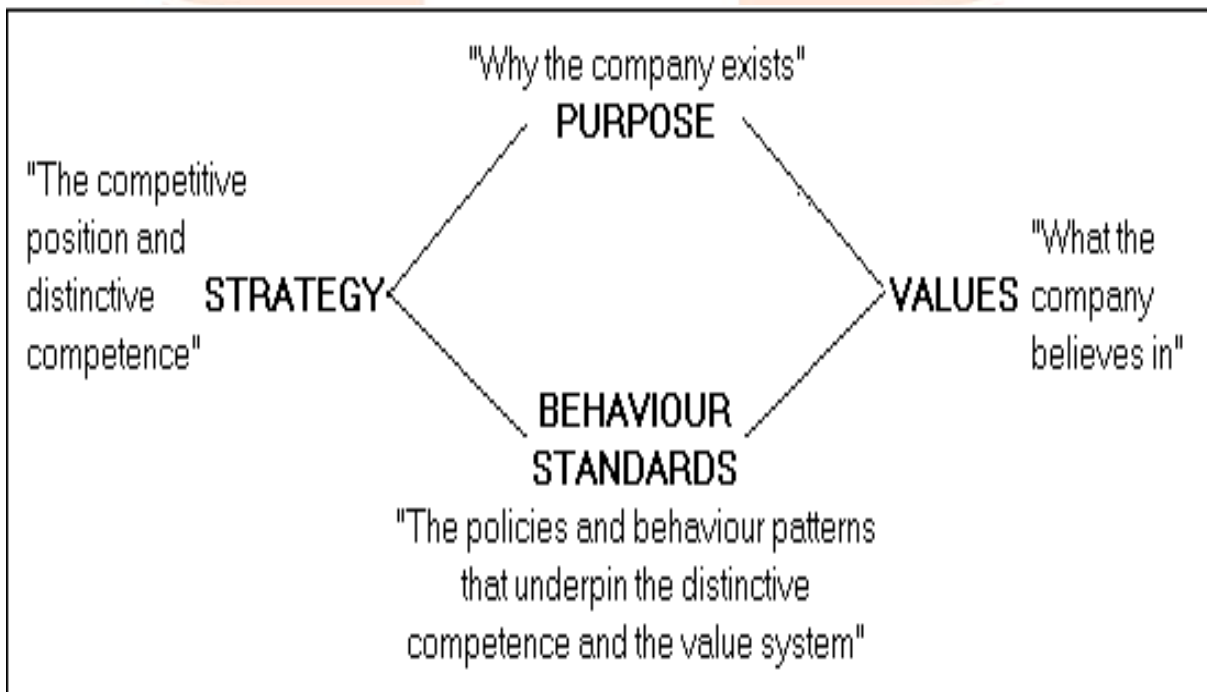 "Why the company exists"
PURPOSE
"The competitive
position and
distinctive
competence"
STRATEGY
VALUES
"What the
company
believes in"
BEHAVIOUR
STANDARDS
"The policies and behaviour patterns
that underpin the distinctive
competence and the value system"